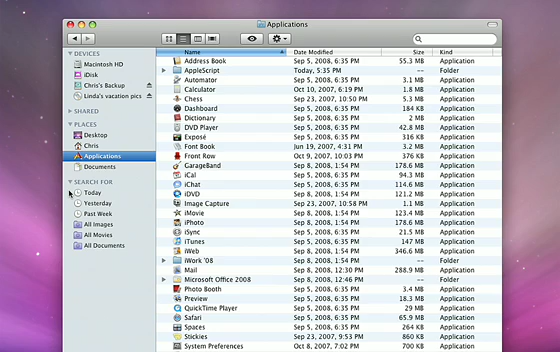 Applications
Name Date Modified Size Kind
DEVICES
Macintosh HD
iDisk
Chris's Backup
Linda's vacation pics
SHARED
PLACES
Desktop
Chris
Applications
Documents
SEARCH FOR
Today
Yesterday
Past Week
All Images
All Movies
All Documents
Address Book Sep 5, 2008, 6:35 PM 55.3 MB Application
AppleScript Today, 5:35 PM -- Folder
Automator Sep 5, 2008, 6:35 PM 3.1 MB Application
Calculator Oct 10, 2007, 6:19 PM 1.8 MB Application
Chess Sep 23, 2007, 10:50 PM 5.3 MB Application
Dashboard Sep 5, 2008, 6:35 PM 184 KB Application
Dictionary Sep 5, 2008, 6:35 PM 2 MB Application
DVD Player Sep 5, 2008, 6:35 PM 42.8 MB Application
Exposé Sep 5, 2008, 6:35 PM 316 KB Application
Font Book Jun 19, 2007, 4:31 PM 3.2 MB Application
Front Row Oct 9, 2007, 10:03 PM 376 KB Application
GarageBand Sep 8, 2008, 1:54 PM 178.6 MB Application
iCal Sep 5, 2008, 6:35 PM 94.3 MB Application
iChat Sep 5, 2008, 6:35 PM 114.6 MB Application
iDVD Sep 8, 2008, 1:54 PM 121.2 MB Application
Image Capture Sep 23, 2007, 10:58 PM 1.1 MB Application
iMovie Sep 8, 2008, 1:54 PM 123.4 MB Application
iPhoto Sep 8, 2008, 1:54 PM 178.6 MB Application
iSync Sep 5, 2008, 6:35 PM 21.5 MB Application
iTunes Sep 5, 2008, 6:35 PM 147 MB Application
iWeb Sep 8, 2008, 1:54 PM 346.6 MB Application
iWork '08 Sep 8, 2008, 1:54 PM -- Folder
Mail Sep 8, 2008, 12:30 PM 288.9 MB Application
Microsoft Office 2008 Sep 8, 2008, 12:46 PM -- Folder
Photo Booth Sep 5, 2008, 6:35 PM 3.4 MB Application
Preview Sep 5, 2008, 6:35 PM 18.3 MB Application
QuickTime Player Sep 5, 2008, 6:35 PM 29 MB Application
Safari Sep 5, 2008, 6:35 PM 65.9 MB Application
Spaces Sep 5, 2008, 6:35 PM 264 KB Application
Stickies Sep 23, 2007, 9:53 PM 860 KB Application
System Preferences Oct 8, 2007, 7:02 PM 700 KB Application